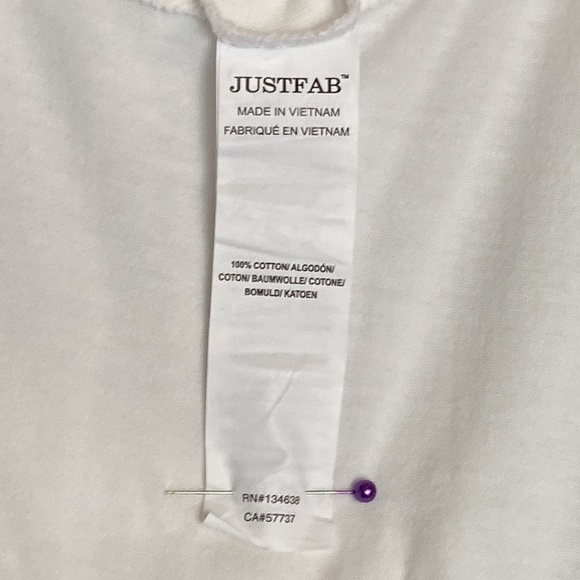 JUSTFAB™
MADE IN VIETNAM
FABRIQUÉ EN VIETNAM
100% COTTON/ ALGODÓN/
COTON/ BAUMWOLLE/ COTONE/
BOMULD/ KATOEN
RN#134638
CA#57737